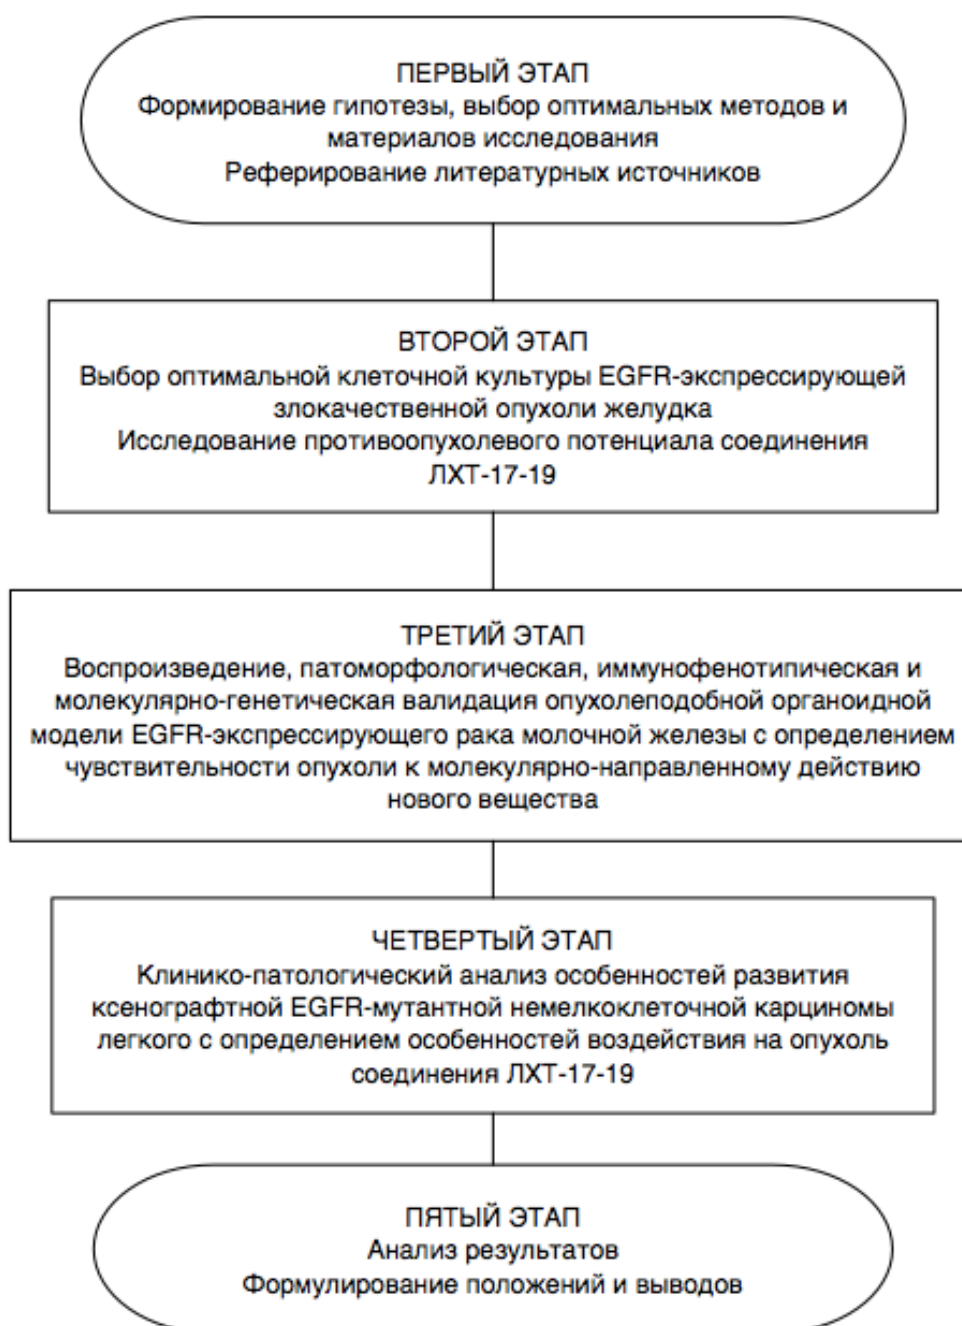 ПЕРВЫЙ ЭТАП
Формирование гипотезы, выбор оптимальных методов и
материалов исследования
Реферирование литературных источников
ВТОРОЙ ЭТАП
Выбор оптимальной клеточной культуры EGFR-экспрессирующей
злокачественной опухоли желудка
Исследование противоопухолевого потенциала соединения
ЛХТ-17-19
ТРЕТИЙ ЭТАП
Воспроизведение, патоморфологическая, иммунофенотипическая и
молекулярно-генетическая валидация опухолеподобной органоидной
модели EGFR-экспрессирующего рака молочной железы с определением
чувствительности опухоли к молекулярно-направленному действию
нового вещества
ЧЕТВЕРТЫЙ ЭТАП
Клинико-патологический анализ особенностей развития
ксенографтной EGFR-мутантной немелкоклеточной карциномы
легкого с определением особенностей воздействия на опухоль
соединения ЛХТ-17-19
ПЯТЫЙ ЭТАП
Анализ результатов
Формулирование положений и выводов